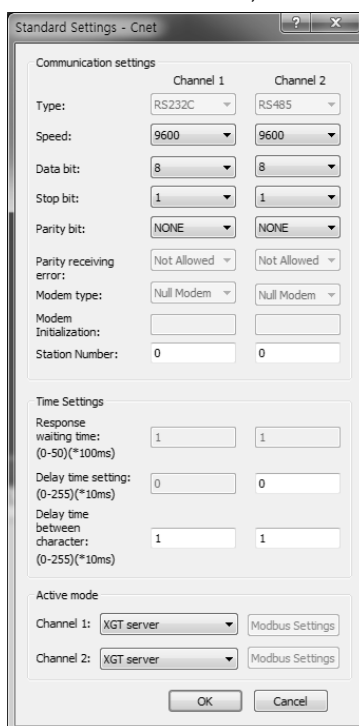 Standard Settings - Cnet
Communication settings
Channel 1 Channel 2
Type: RS232C RS485
Speed: 9600 9600
Data bit: 8 8
Stop bit: 1 1
Parity bit: NONE NONE
Parity receiving
error: Not Allowed Not Allowed
Modem type: Null Modem Null Modem
Modem
Initialization:
Station Number: 0 0
Time Settings
Response
waiting time: 1 1
(0-50)(*100ms)
Delay time setting: 0 0
(0-255)(*10ms)
Delay time
between
character: 1 1
(0-255)(*10ms)
Active mode
Channel 1: XGT server Modbus Settings
Channel 2: XGT server Modbus Settings
OK Cancel